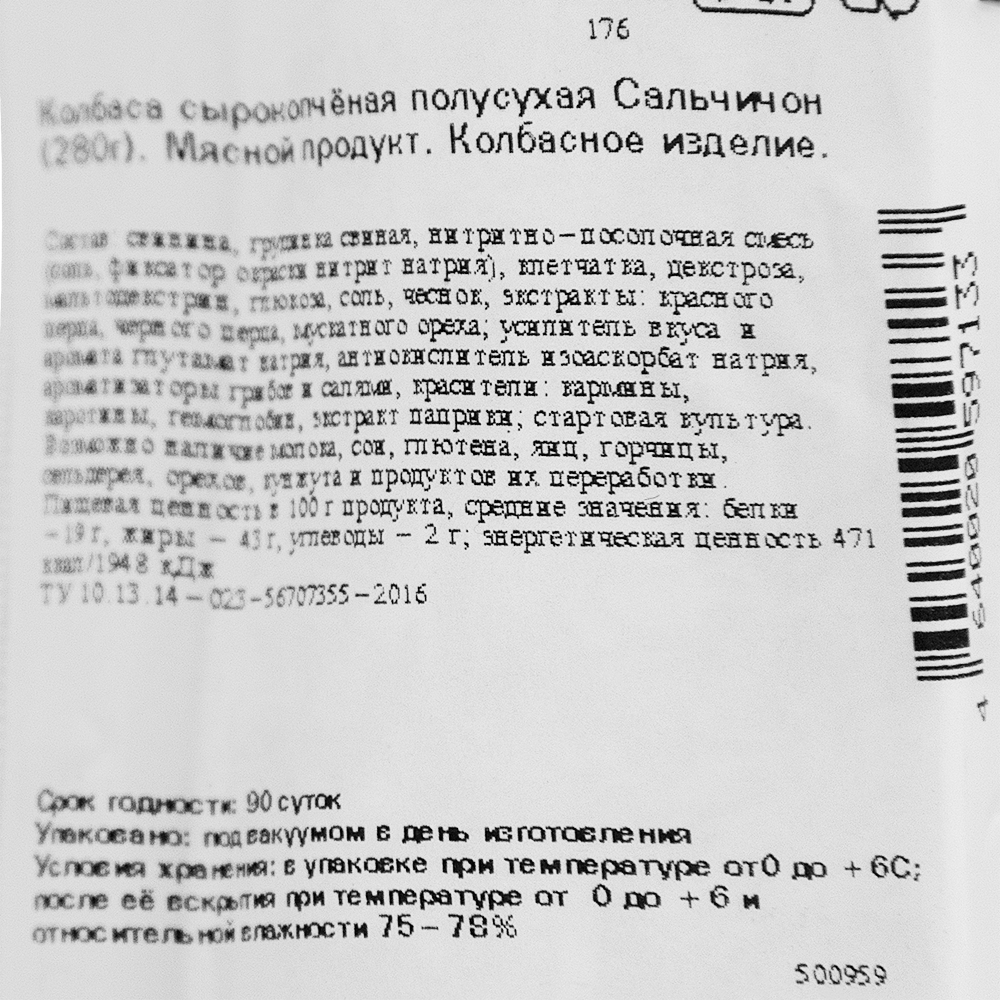 176
Колбаса сырокопчёная полусухая Сальчичон
(280г). Мясной продукт. Колбасное изделие.
Состав: свинина, грудинка свиная, нитритно-посолочная смесь
(соль, фиксатор окраски нитрит натрия), клетчатка, декстроза,
мальтодекстрин, глюкоза, соль, чеснок, экстракты: красного
перца, черного перца, мускатного ореха; усилитель вкуса и
аромата глутамат натрия, антиокислитель изоаскорбат натрия,
ароматизаторы грибов и салями, красители: кармины,
каротины, гемоглобин, экстракт паприки; стартовая культура.
Возможно наличие молока, сои, глютена, яиц, горчицы,
сельдерея, орехов, кунжута и продуктов их переработки.
Пищевая ценность в 100 г продукта, средние значения: белки
- 19 г, жиры - 43 г, углеводы - 2 г; энергетическая ценность 471
ккал/1948 кДж
ТУ 10.13.14-023-56707355-2016
Срок годности: 90 суток
Упаковано: под вакуумом в день изготовления
Условия хранения: в упаковке при температуре от 0 до +6С;
после её вскрытия при температуре от 0 до +6 и
относительной влажности 75-78%
500959
4 640020 597133